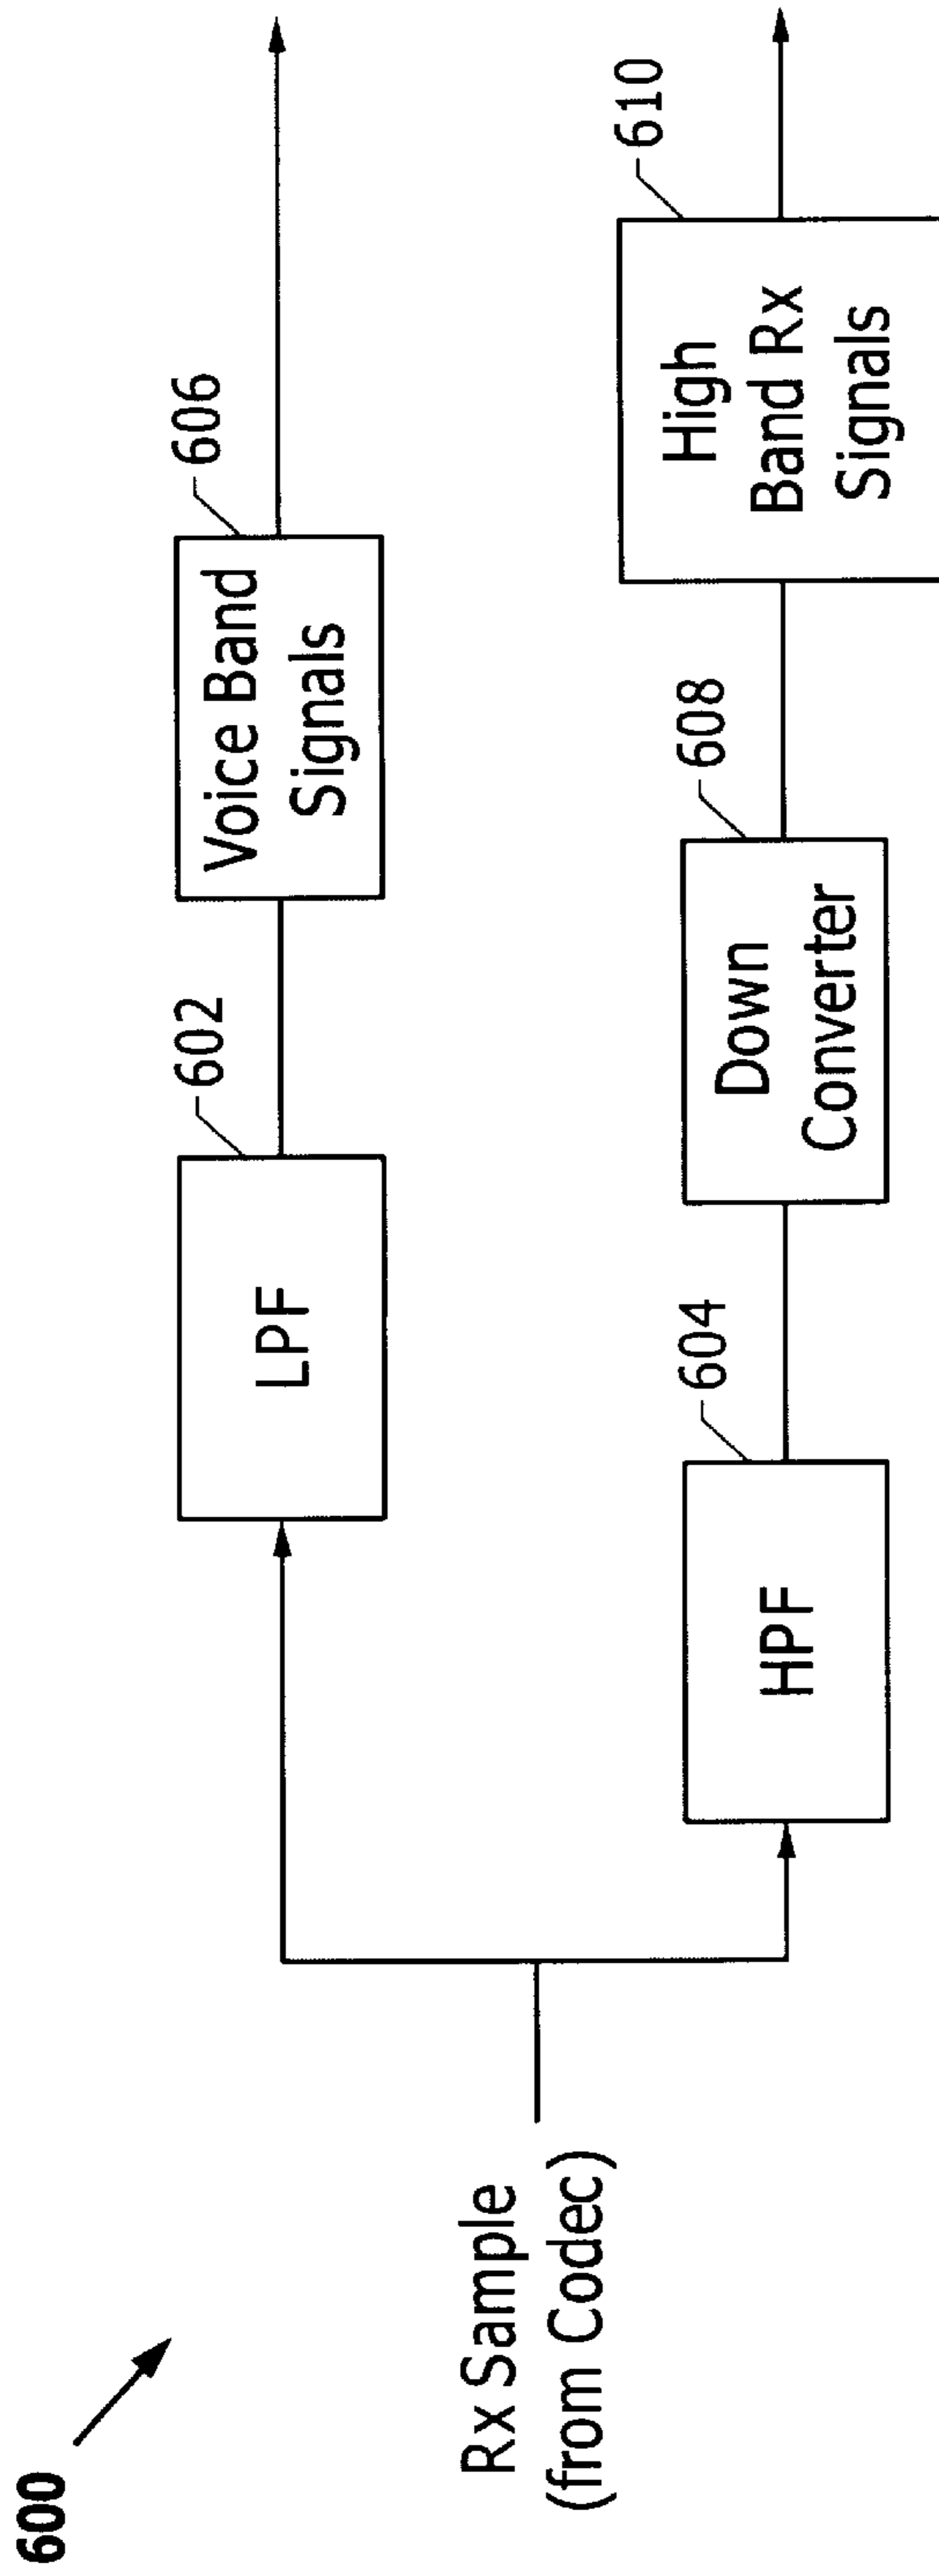 600
Rx Sample
(from Codec)
LPF
602
Voice Band
Signals
606
HPF
604
Down
Converter
608
High
Band Rx
Signals
610